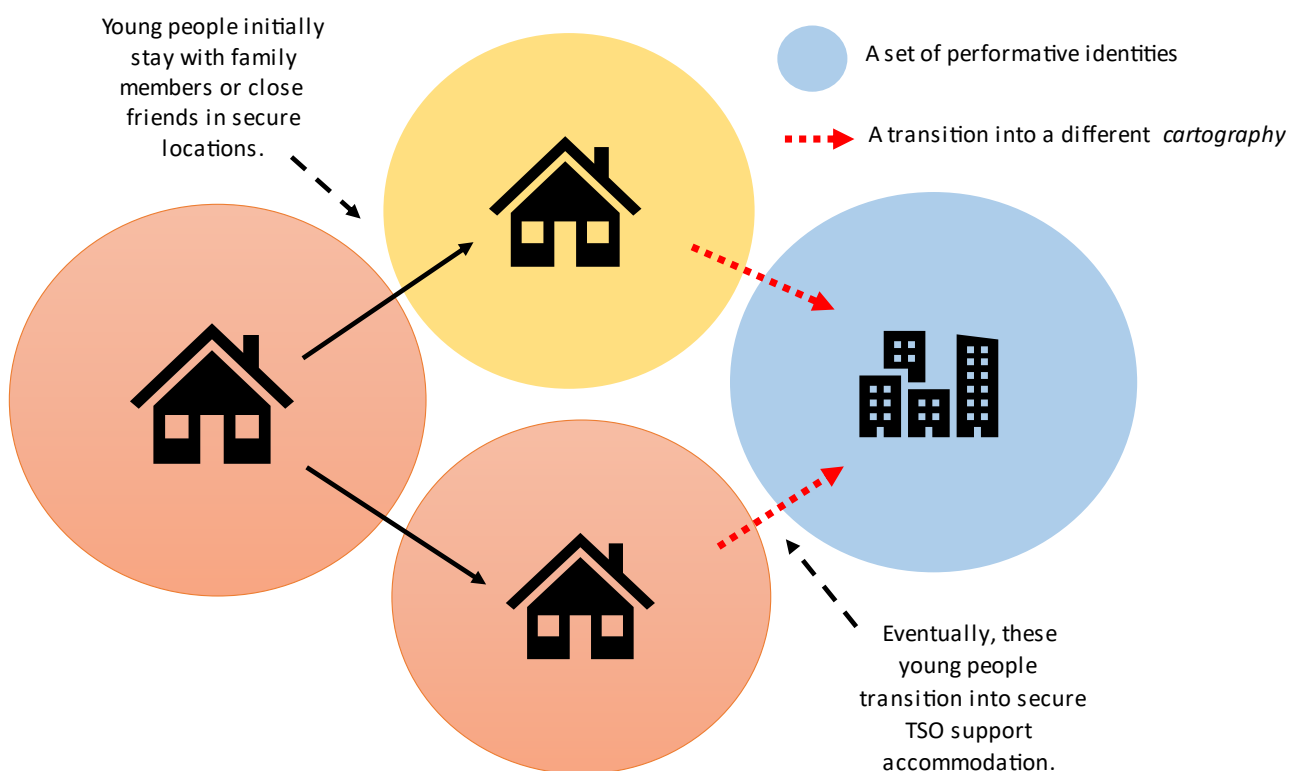 Young people initially
stay with family
members or close
friends in secure
locations.
A set of performative identities
A transition into a different cartography
Eventually, these
young people
transition into secure
TSO support
accommodation.